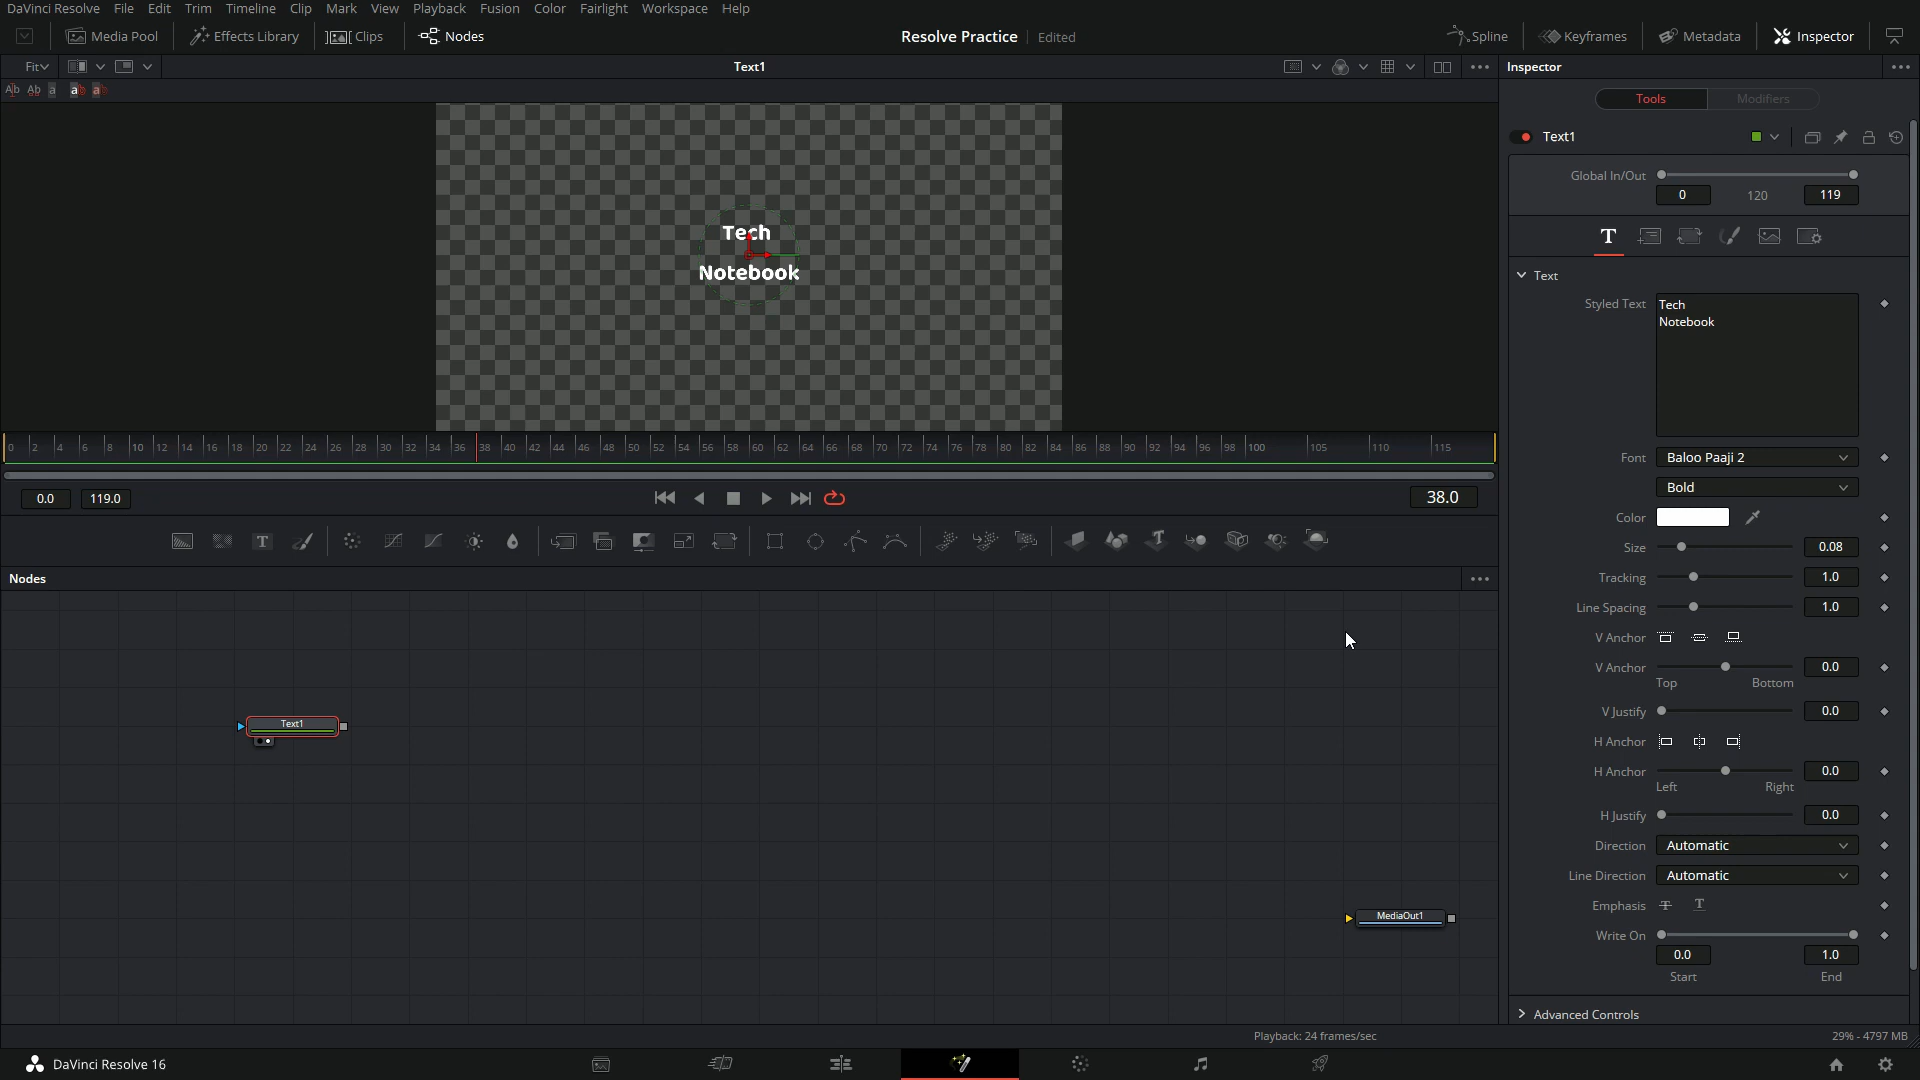 DaVinci Resolve File Edit Trim Timeline Clip Mark View Playback Fusion Color Fairlight Workspace Help
Media Pool Effects Library Clips Nodes Resolve Practice Edited Spline Keyframes Metadata Inspector
Fit Text1 Inspector
Tools Modifiers
Text1
Global In/Out
0 120 119
T
Text
Styled Text Tech
Notebook
Tech
Notebook
0 2 4 6 8 10 12 14 16 18 20 22 24 26 28 30 32 34 36 38 40 42 44 46 48 50 52 54 56 58 60 62 64 66 68 70 72 74 76 78 80 82 84 86 88 90 92 94 96 98 100 105 110 115
0.0 119.0 38.0
Font Baloo Paaji 2
Bold
Color
Size 0.08
Tracking 1.0
Line Spacing 1.0
V Anchor
V Anchor 0.0
Top Bottom
V Justify 0.0
H Anchor
H Anchor 0.0
Left Right
H Justify 0.0
Direction Automatic
Line Direction Automatic
Emphasis T T
Write On
0.0 1.0
Start End
Advanced Controls
Nodes
Text1
MediaOut1
Playback: 24 frames/sec 29% - 4797 MB
DaVinci Resolve 16